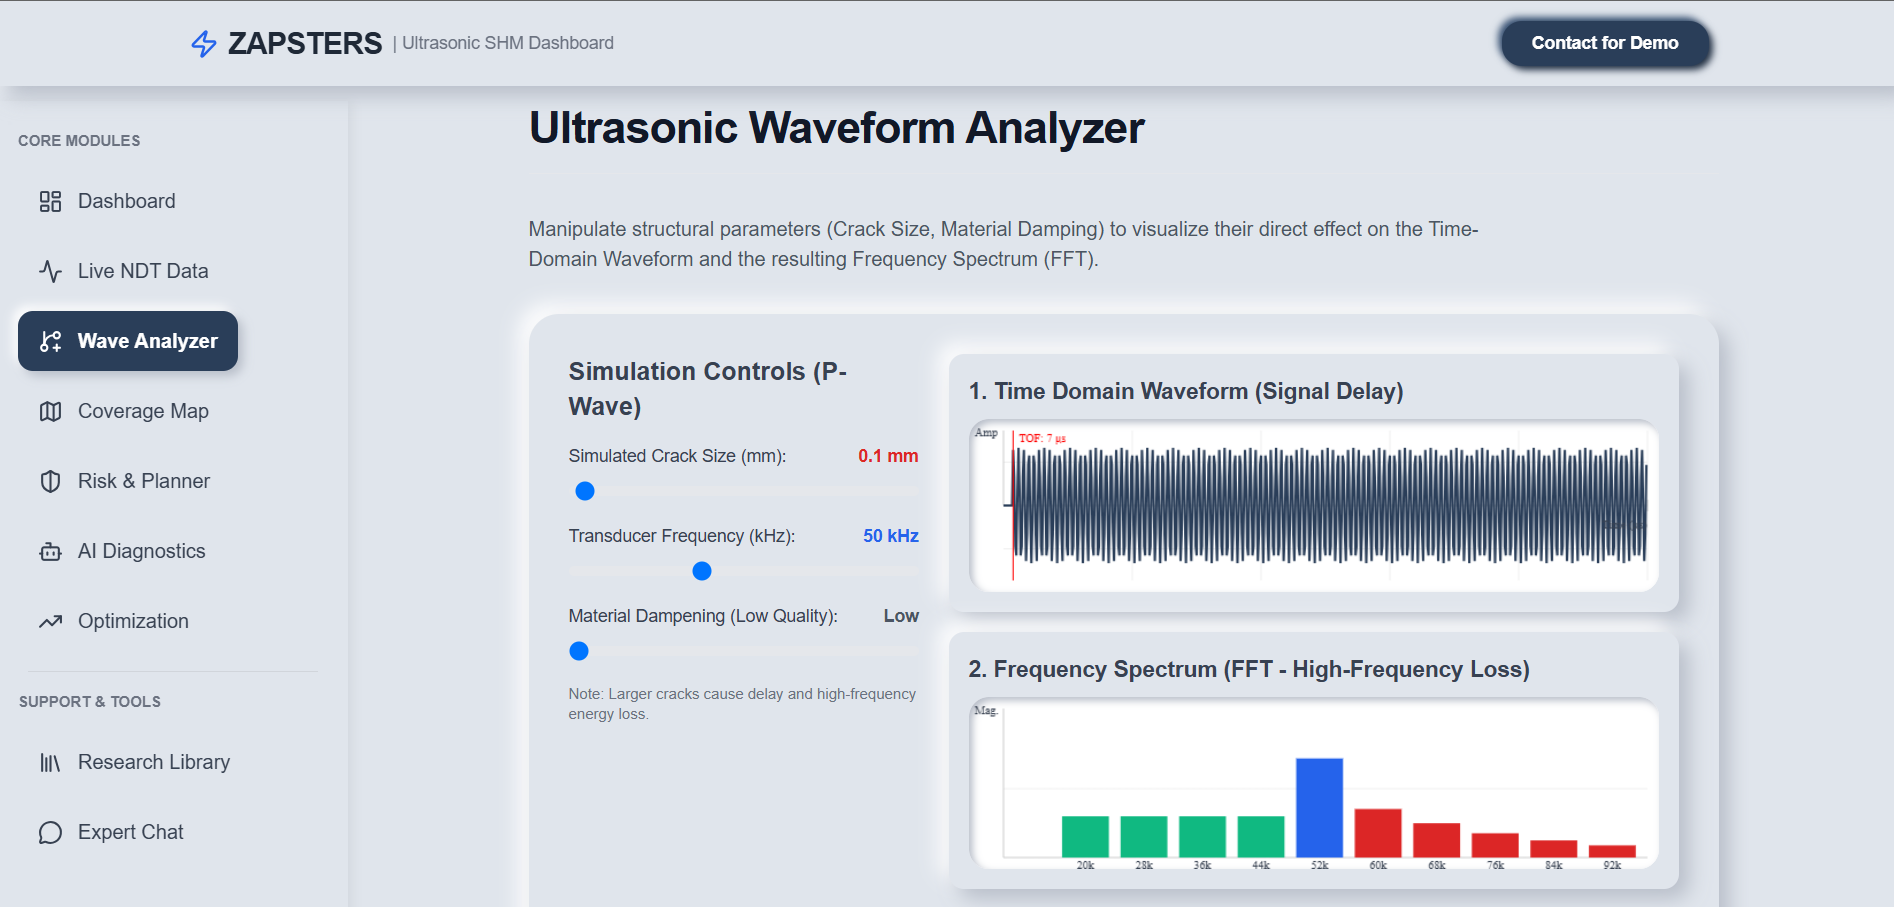 ZAPSTERS | Ultrasonic SHM Dashboard
Contact for Demo
CORE MODULES
Dashboard
Live NDT Data
Wave Analyzer
Coverage Map
Risk & Planner
AI Diagnostics
Optimization
SUPPORT & TOOLS
Research Library
Expert Chat
Ultrasonic Waveform Analyzer
Manipulate structural parameters (Crack Size, Material Damping) to visualize their direct effect on the Time-
Domain Waveform and the resulting Frequency Spectrum (FFT).
Simulation Controls (P-
Wave)
Simulated Crack Size (mm): 0.1 mm
Transducer Frequency (kHz): 50 kHz
Material Dampening (Low Quality): Low
Note: Larger cracks cause delay and high-frequency
energy loss.
1. Time Domain Waveform (Signal Delay)
Amp
TOF: 7 µs
2. Frequency Spectrum (FFT - High-Frequency Loss)
Mag.
20k 28k 36k 44k 52k 60k 68k 76k 84k 92k